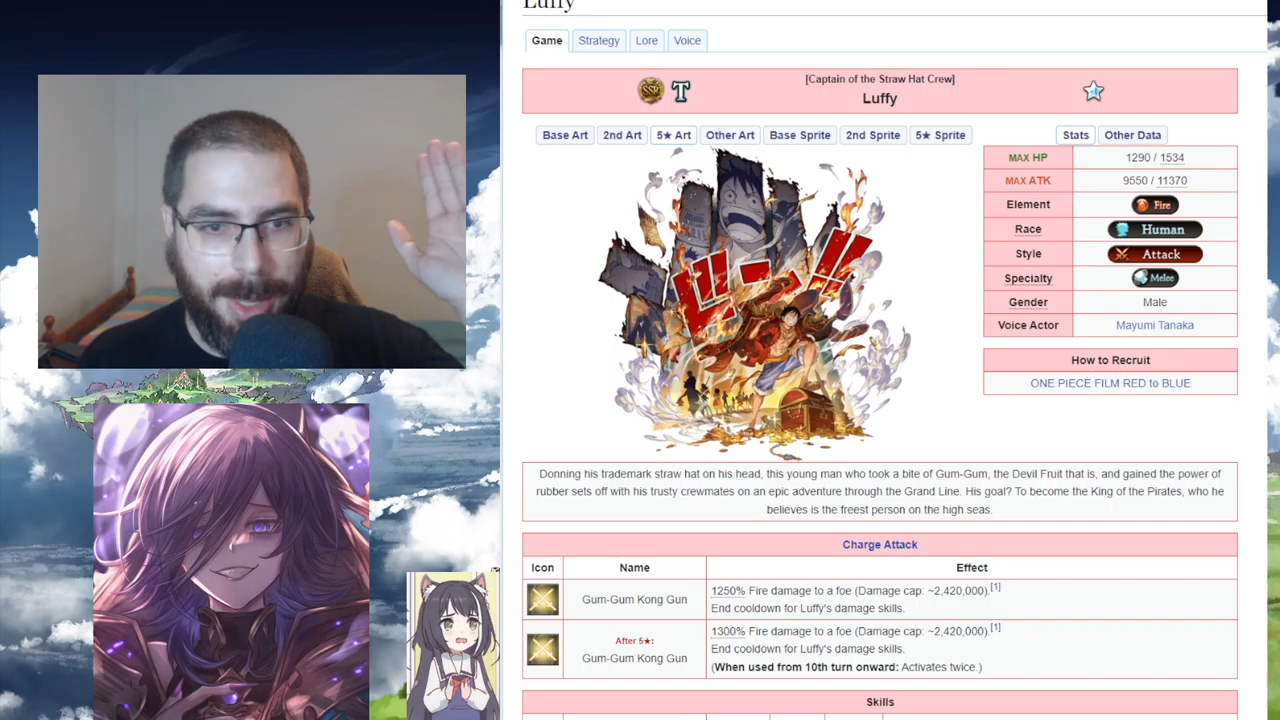 Luffy
Game Strategy Lore Voice
SSR T [Captain of the Straw Hat Crew]
Luffy
Base Art 2nd Art 5★ Art Other Art Base Sprite 2nd Sprite 5★ Sprite Stats Other Data
MAX HP 1290 / 1534
MAX ATK 9550 / 11370
Element Fire
Race Human
Style Attack
Specialty Melee
Gender Male
Voice Actor Mayumi Tanaka
How to Recruit
ONE PIECE FILM RED to BLUE
Donning his trademark straw hat on his head, this young man who took a bite of Gum-Gum, the Devil Fruit that is, and gained the power of
rubber sets off with his trusty crewmates on an epic adventure through the Grand Line. His goal? To become the King of the Pirates, who he
believes is the freest person on the high seas.
Charge Attack
Icon Name Effect
Gum-Gum Kong Gun 1250% Fire damage to a foe (Damage cap: ~2,420,000).[1]
End cooldown for Luffy's damage skills.
After 5★:
Gum-Gum Kong Gun 1300% Fire damage to a foe (Damage cap: ~2,420,000).[1]
End cooldown for Luffy's damage skills.
(When used from 10th turn onward: Activates twice.)
Skills